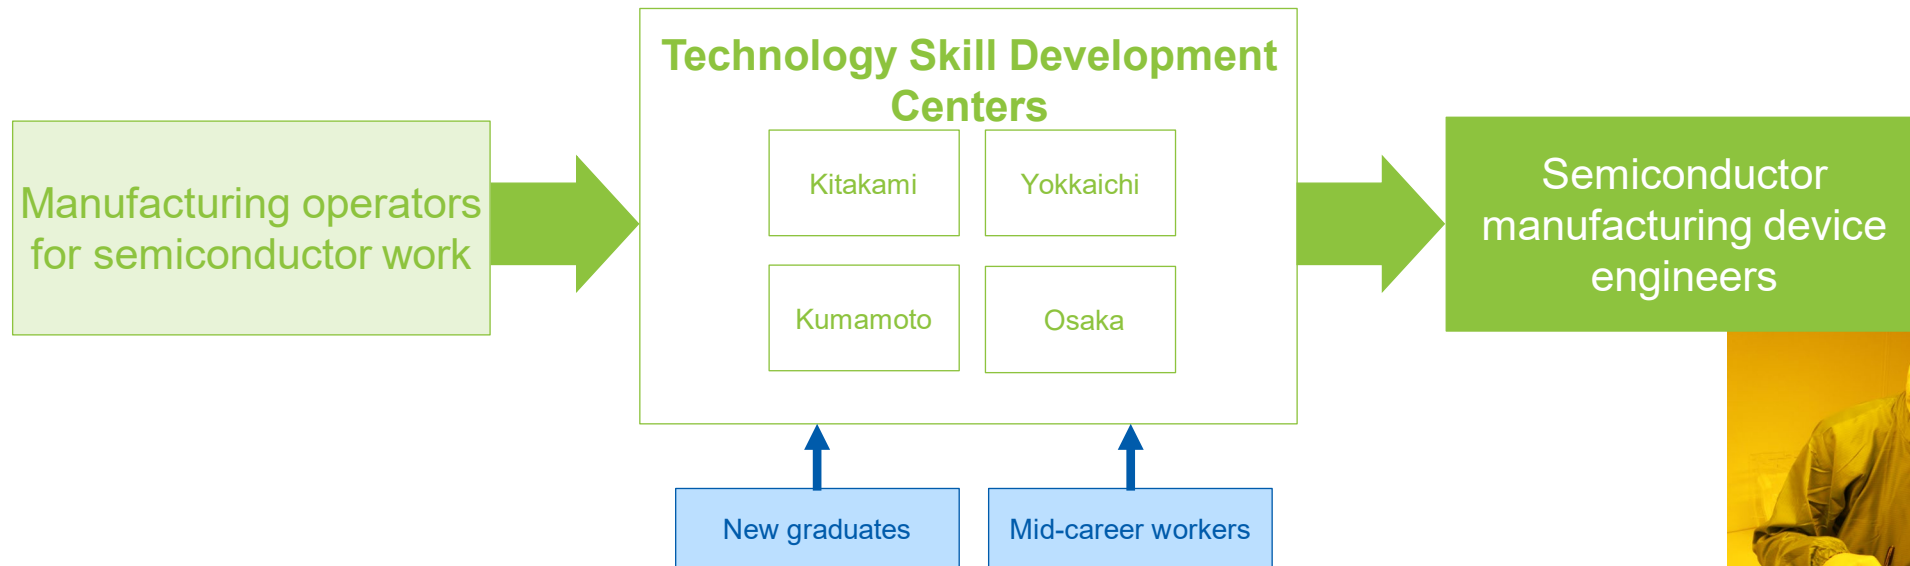 Technology Skill Development
Centers
Manufacturing operators
for semiconductor work
Kitakami
Yokkaichi
Kumamoto
Osaka
Semiconductor
manufacturing device
engineers
New graduates
Mid-career workers